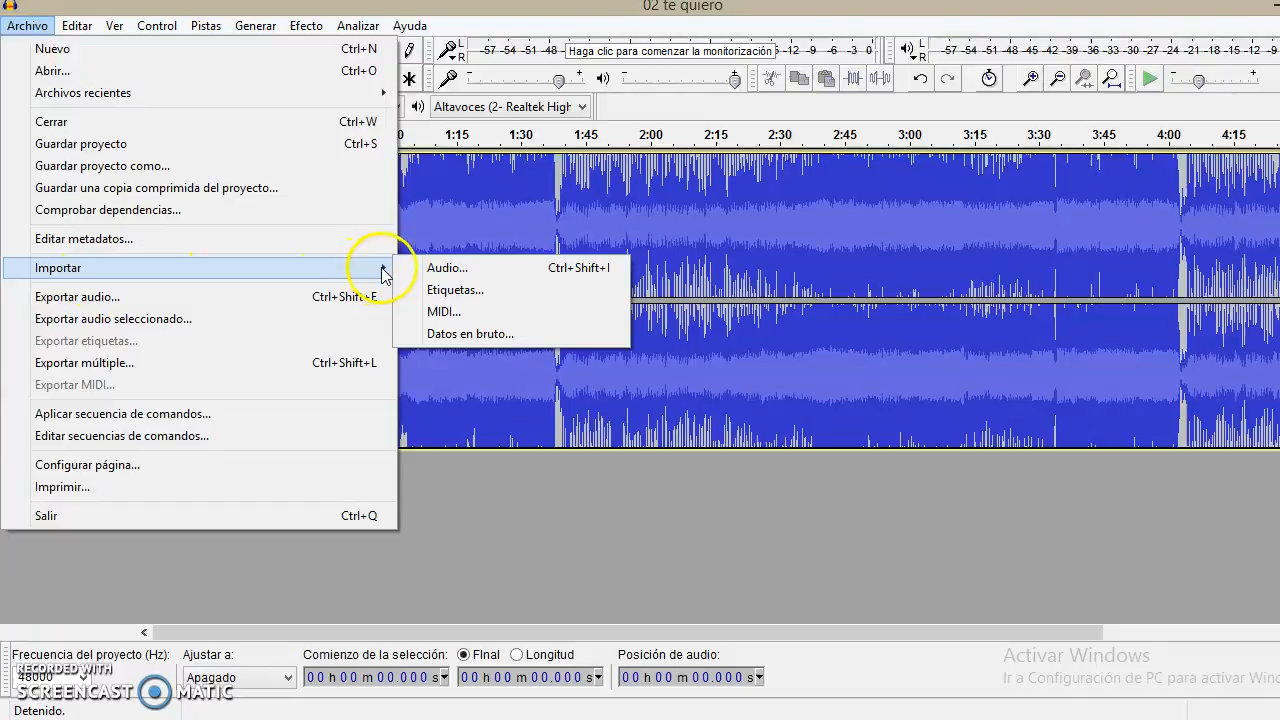 02 te quiero
Archivo Editar Ver Control Pistas Generar Efecto Analizar Ayuda
Nuevo Ctrl+N
Abrir... Ctrl+O
Archivos recientes
Cerrar Ctrl+W
Guardar proyecto Ctrl+S
Guardar proyecto como...
Guardar una copia comprimida del proyecto...
Comprobar dependencias...
Editar metadatos...
Importar
Exportar audio... Ctrl+Shift+E
Exportar audio seleccionado...
Exportar etiquetas...
Exportar múltiple... Ctrl+Shift+L
Exportar MIDI...
Aplicar secuencia de comandos...
Editar secuencias de comandos...
Configurar página...
Imprimir...
Salir Ctrl+Q
Audio... Ctrl+Shift+I
Etiquetas...
MIDI...
Datos en bruto...
L -57 -54 -51 -48 Haga clic para comenzar la monitorización -12 -9 -6 -3 0 L -57 -54 -51 -48 -45 -42 -39 -36 -33 -30 -27 -24 -21 -18 -15 -12 -9
R R
Altavoces (2- Realtek High
0 1:15 1:30 1:45 2:00 2:15 2:30 2:45 3:00 3:15 3:30 3:45 4:00 4:15
Frecuencia del proyecto (Hz): Ajustar a: Comienzo de la selección: FInal Longitud Posición de audio:
48000 Apagado 00 h 00 m 00.000 s 00 h 00 m 00.000 s 00 h 00 m 00.000 s
RECORDED WITH
SCREENCAST MATIC
Activar Windows
Ir a Configuración de PC para activar Win
Detenido.